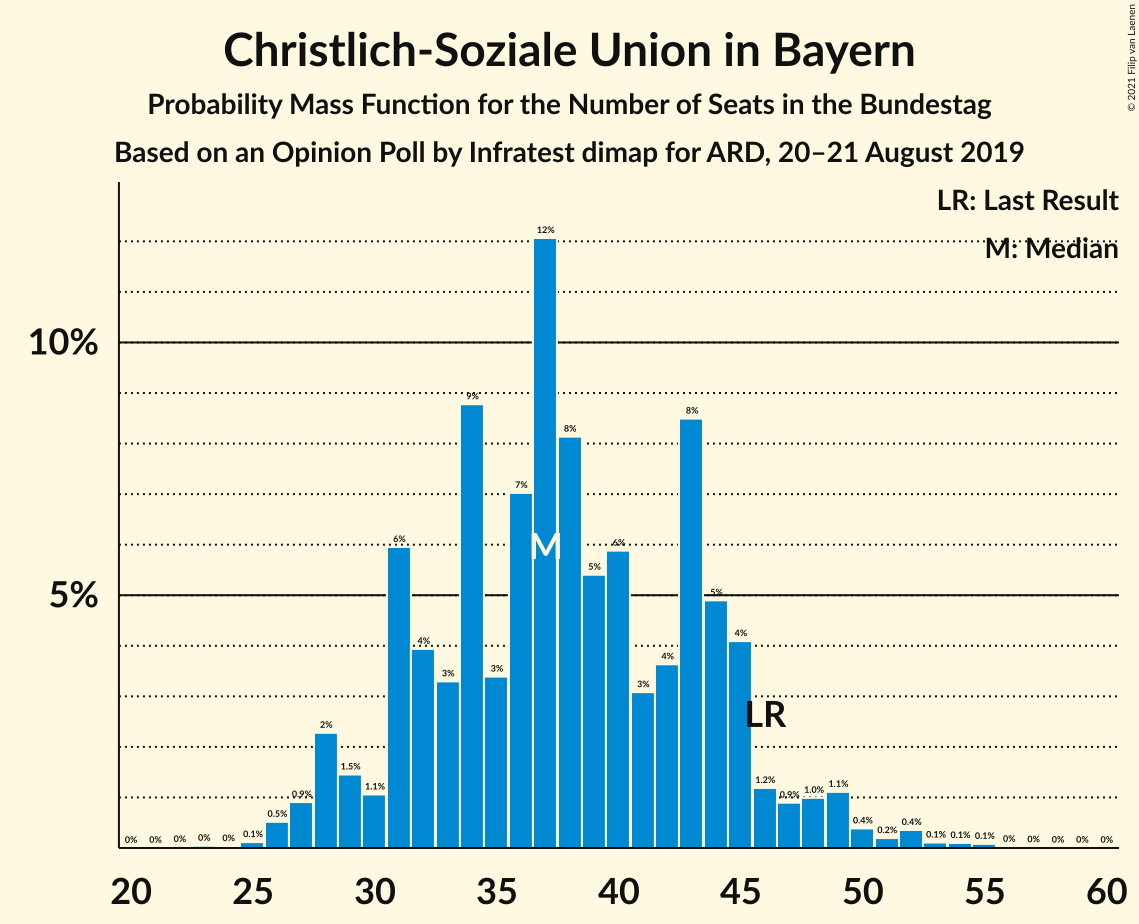 Christlich-Soziale Union in Bayern
Probability Mass Function for the Number of Seats in the Bundestag
Based on an Opinion Poll by Infratest dimap for ARD, 20–21 August 2019
© 2021 Filip van Laenen
LR: Last Result
M: Median
10%
5%
0% 0% 0% 0% 0% 0.1% 0.5% 0.9% 2% 1.5% 1.1% 6% 4% 3% 9% 3% 7% 12% 8% 5% 6% 3% 4% 8% 5% 4% 1.2% 0.9% 1.0% 1.1% 0.4% 0.2% 0.4% 0.1% 0.1% 0.1% 0% 0% 0% 0% 0%
M
LR
20 25 30 35 40 45 50 55 60